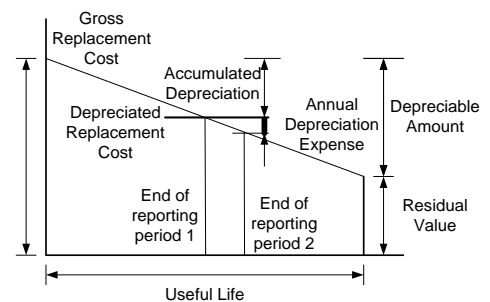 Gross
Replacement
Cost
Accumulated
Depreciation
Depreciated
Replacement
Cost
Annual
Depreciation
Expense
Depreciable
Amount
End of
reporting
period 1
End of
reporting
period 2
Residual
Value
Useful Life